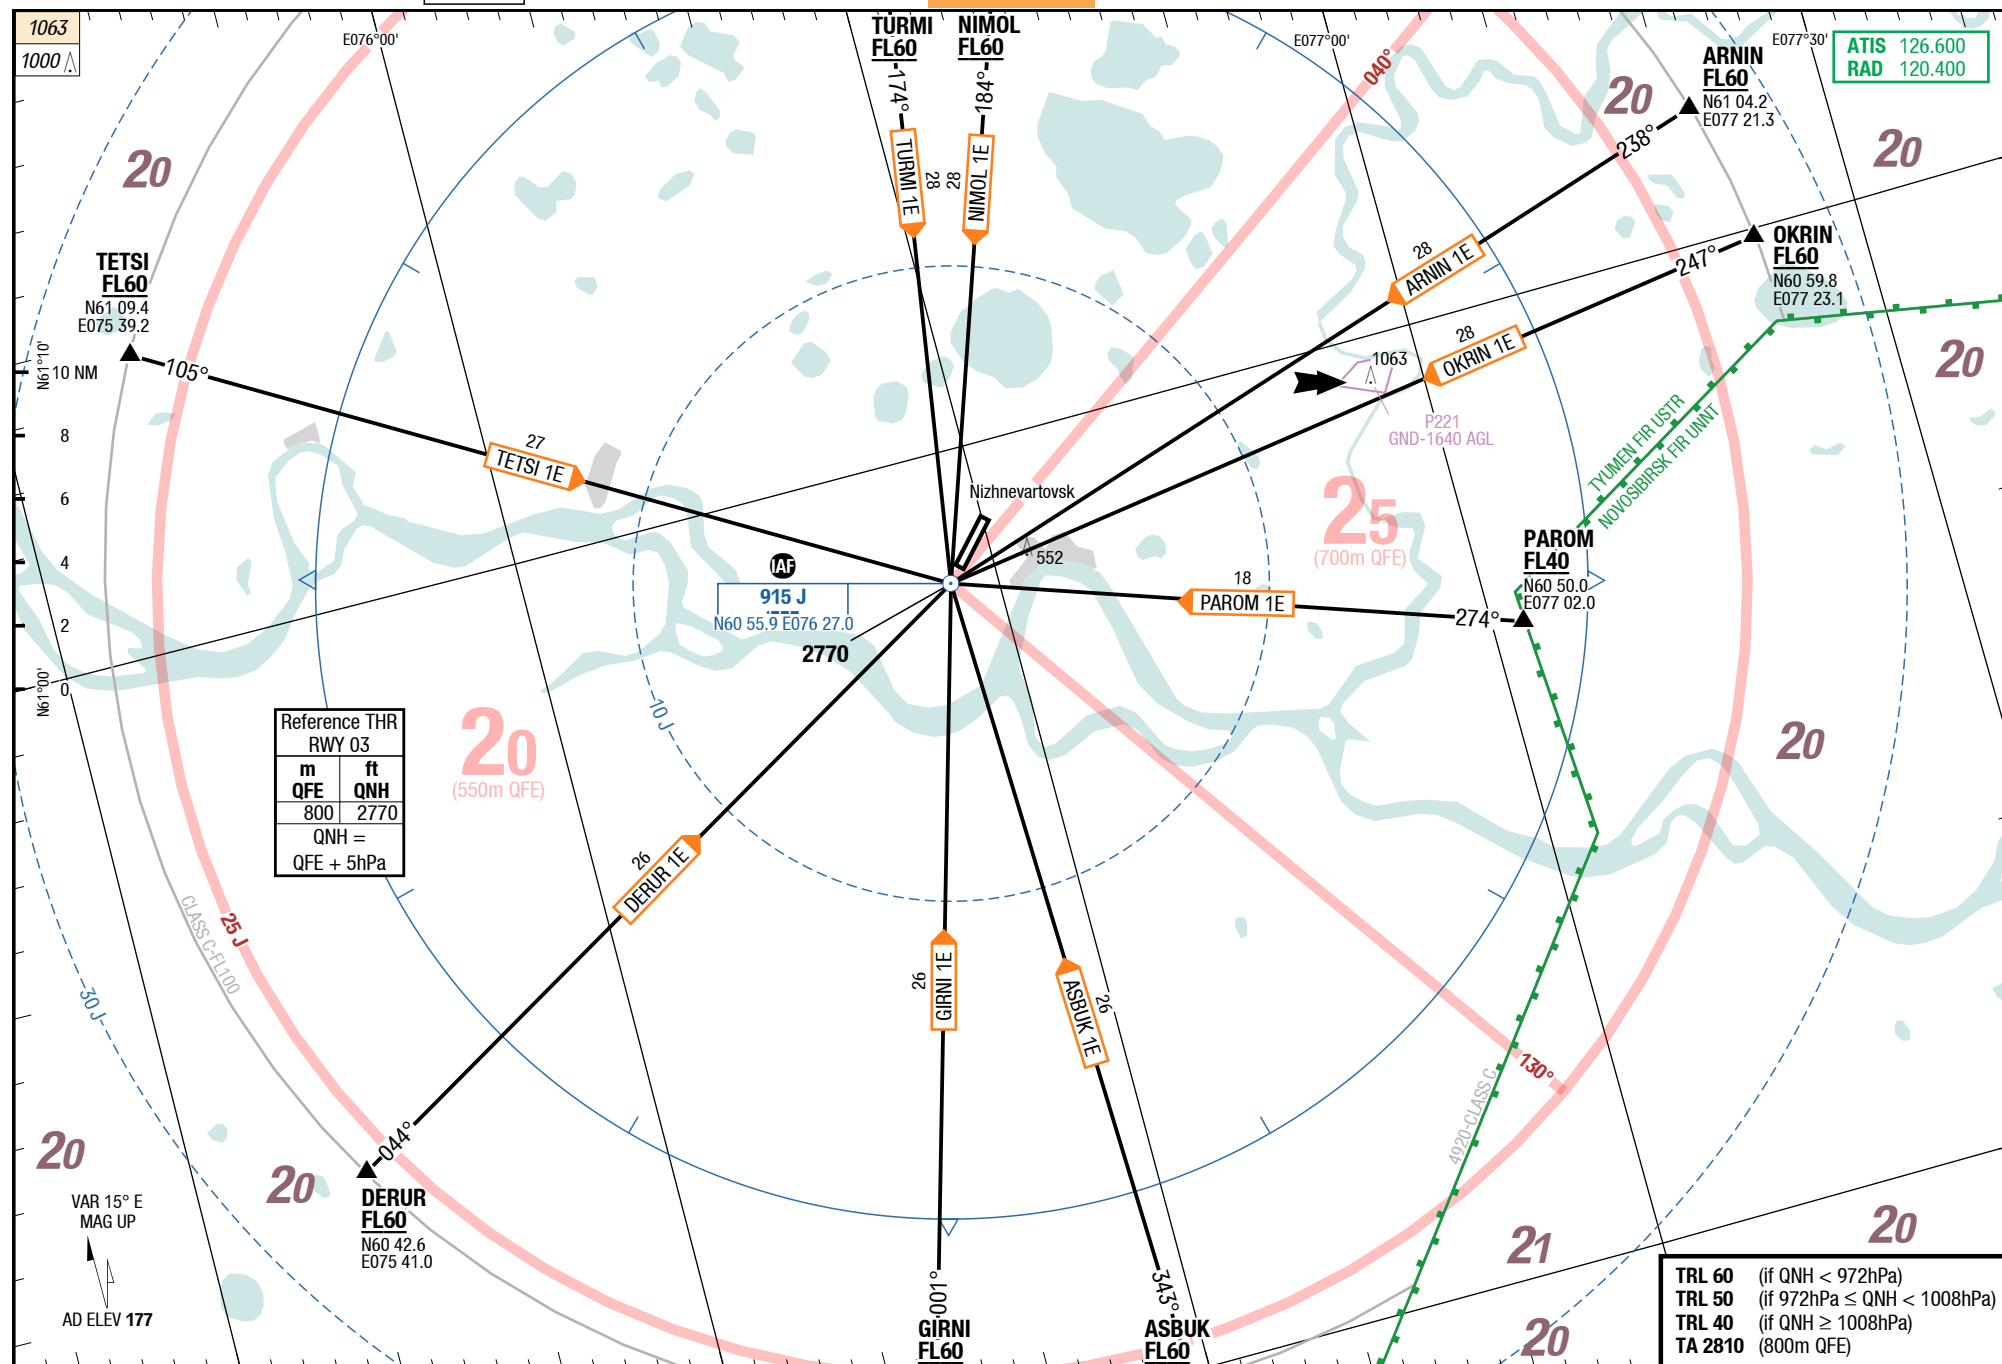 1063
1000
E076°00'
TURMI
FL60
NIMOL
FL60
E077°00'
E077°30'
ATIS 126.600
RAD 120.400
ARNIN
FL60
N61 04.2
E077 21.3
174°
184°
040°
238°
TURMI 1E
28
NIMOL 1E
28
20
20
20
TETSI
FL60
N61 09.4
E075 39.2
105°
OKRIN
FL60
N60 59.8
E077 23.1
247°
ARNIN 1E
28
OKRIN 1E
28
1063
P221
GND-1640 AGL
N61°10'
10 NM
8
6
4
2
0
N61°00'
27
TETSI 1E
20
TYUMEN FIR USTR
NOVOSIBIRSK FIR UNNT
Nizhnevartovsk
552
25
(700m QFE)
PAROM
FL40
N60 50.0
E077 02.0
IAF
915 J
N60 55.9 E076 27.0
2770
18
PAROM 1E
274°
10 J
Reference THR
RWY 03
m ft
QFE QNH
800 2770
QNH =
QFE + 5hPa
20
(550m QFE)
20
26
DERUR 1E
CLASS C-FL100
25 J
30 J
26
GIRNI 1E
26
ASBUK 1E
130°
4920-CLASS C
20
20
044°
DERUR
FL60
N60 42.6
E075 41.0
VAR 15° E
MAG UP
AD ELEV 177
001°
GIRNI
FL60
343°
ASBUK
FL60
21
20
20
TRL 60 (if QNH < 972hPa)
TRL 50 (if 972hPa ≤ QNH < 1008hPa)
TRL 40 (if QNH ≥ 1008hPa)
TA 2810 (800m QFE)